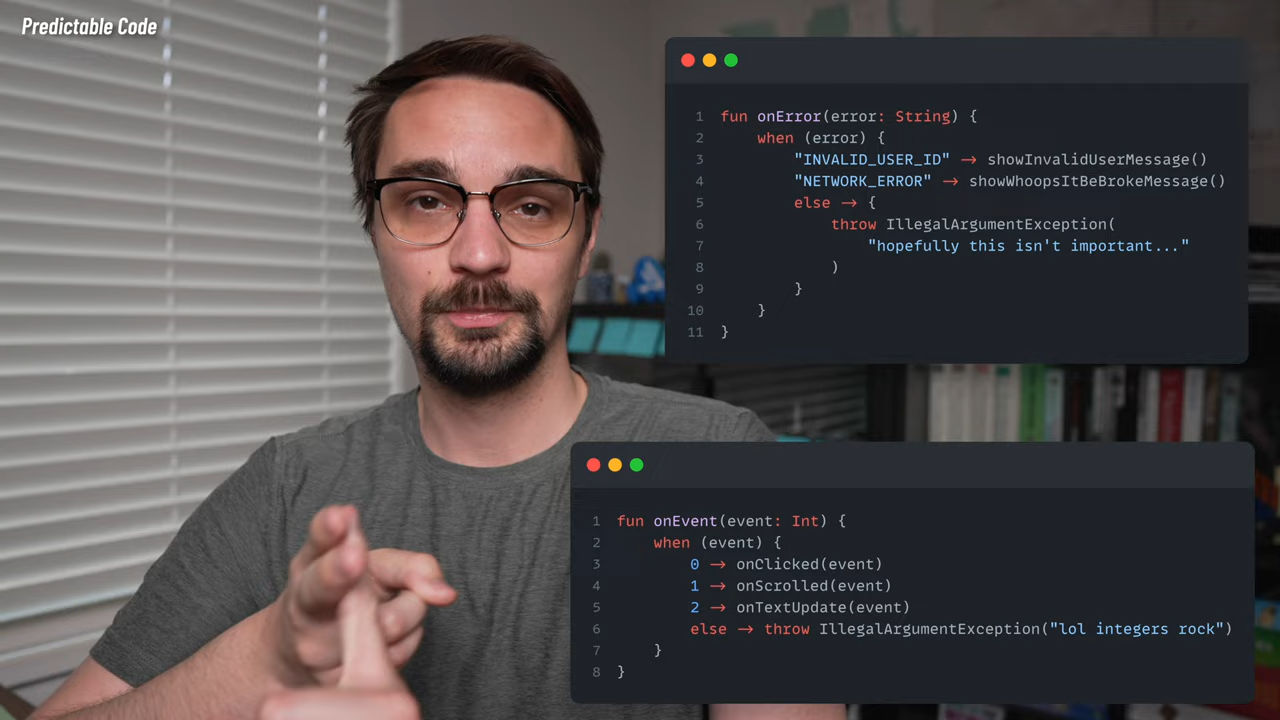 Predictable Code
1 fun onError(error: String) {
2     when (error) {
3         "INVALID_USER_ID" → showInvalidUserMessage()
4         "NETWORK_ERROR" → showWhoopsItBeBrokeMessage()
5         else → {
6             throw IllegalArgumentException(
7                 "hopefully this isn't important..."
8             )
9         }
10     }
11 }
1 fun onEvent(event: Int) {
2     when (event) {
3         0 → onClicked(event)
4         1 → onScrolled(event)
5         2 → onTextUpdate(event)
6         else → throw IllegalArgumentException("lol integers rock")
7     }
8 }